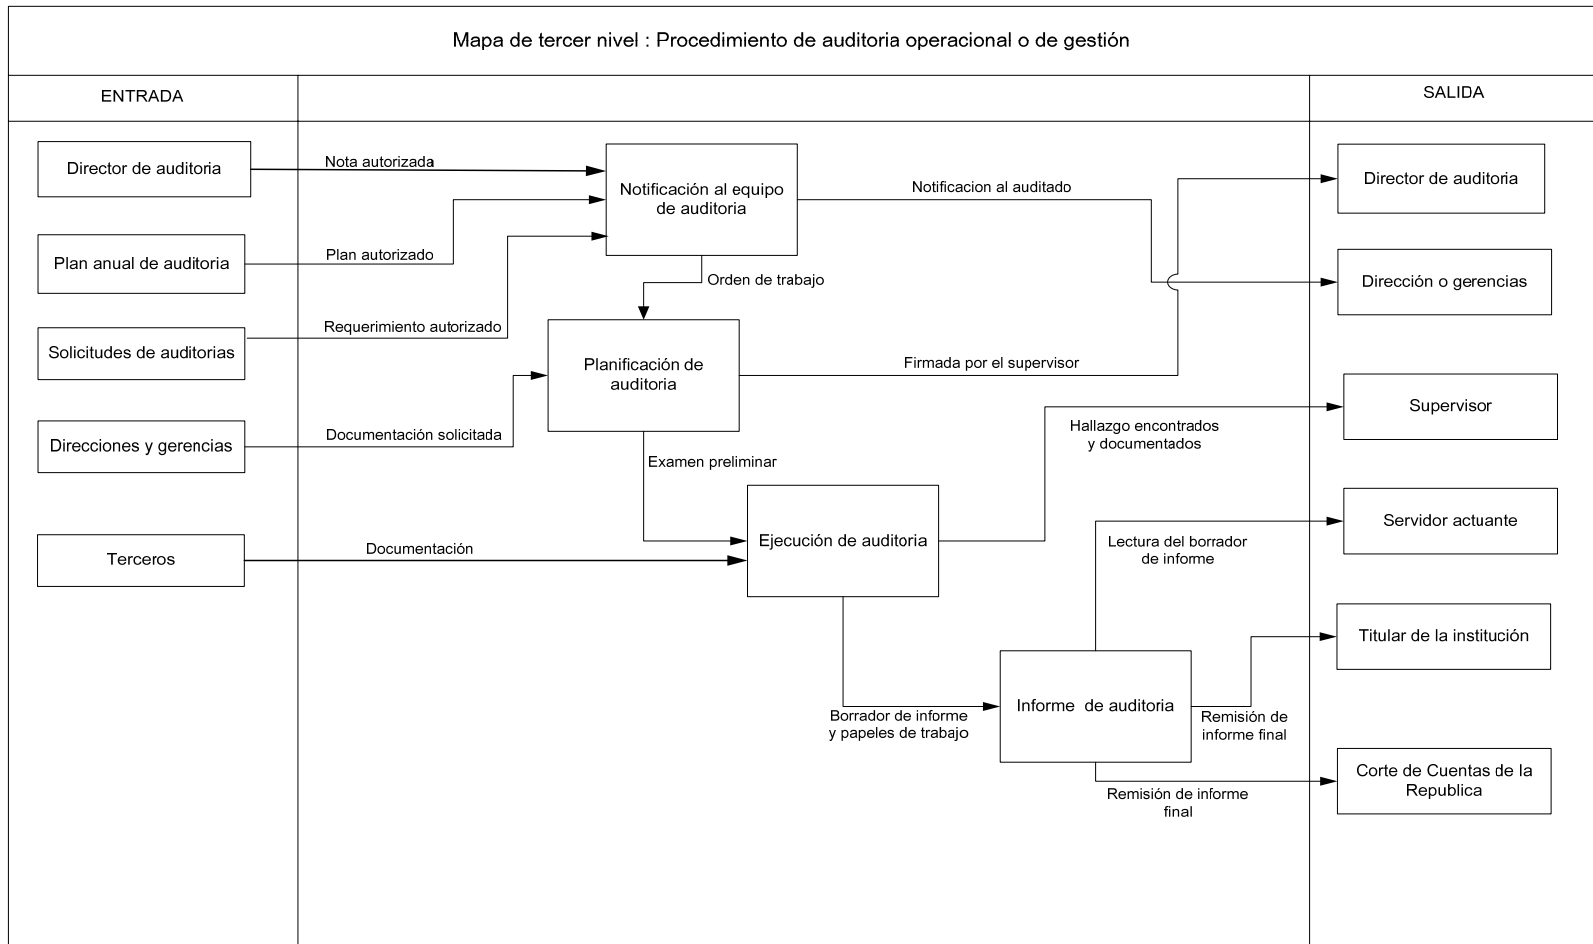 Mapa de tercer nivel : Procedimiento de auditoria operacional o de gestión
ENTRADA
SALIDA
Director de auditoria
Nota autorizada
Notificación al equipo
de auditoria
Notificacion al auditado
Director de auditoria
Plan anual de auditoria
Plan autorizado
Orden de trabajo
Dirección o gerencias
Solicitudes de auditorias
Requerimiento autorizado
Planificación de
auditoria
Firmada por el supervisor
Supervisor
Direcciones y gerencias
Documentación solicitada
Examen preliminar
Hallazgo encontrados
y documentados
Terceros
Documentación
Ejecución de auditoria
Lectura del borrador
de informe
Servidor actuante
Borrador de informe
y papeles de trabajo
Informe  de auditoria
Remisión de
informe final
Titular de la institución
Remisión de informe
final
Corte de Cuentas de la
Republica